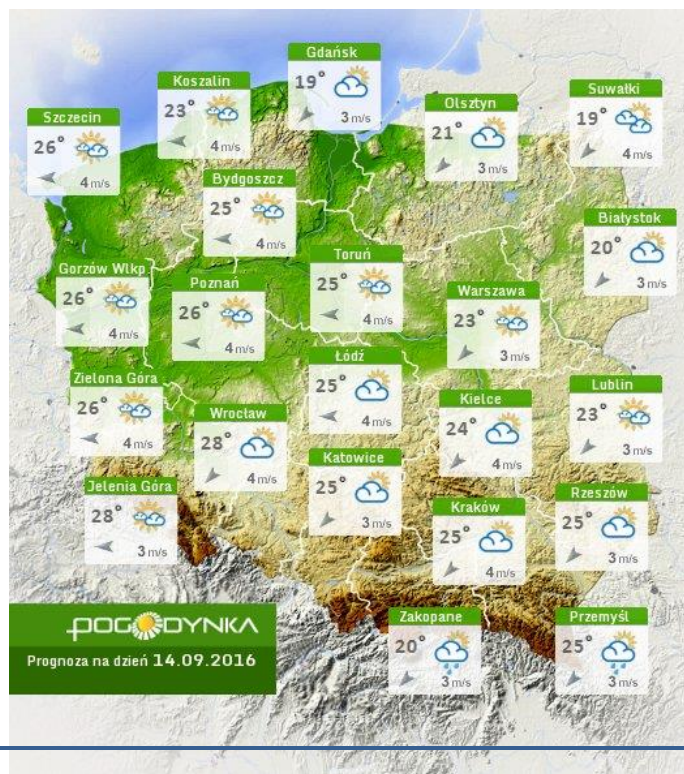 Gdańsk
19°
3 m/s
Koszalin
23°
4 m/s
Suwałki
19°
4 m/s
Olsztyn
21°
3 m/s
Szczecin
26°
4 m/s
Bydgoszcz
25°
4 m/s
Białystok
20°
3 m/s
Toruń
25°
4 m/s
Gorzów Wlkp
26°
4 m/s
Poznań
26°
4 m/s
Warszawa
23°
3 m/s
Łódź
25°
4 m/s
Zielona Góra
26°
4 m/s
Lublin
23°
3 m/s
Kielce
24°
4 m/s
Wrocław
28°
4 m/s
Katowice
25°
3 m/s
Jelenia Góra
28°
3 m/s
Rzeszów
25°
3 m/s
Kraków
25°
4 m/s
Zakopane
20°
3 m/s
Przemyśl
25°
3 m/s
POGODYNKA
Prognoza na dzień 14.09.2016